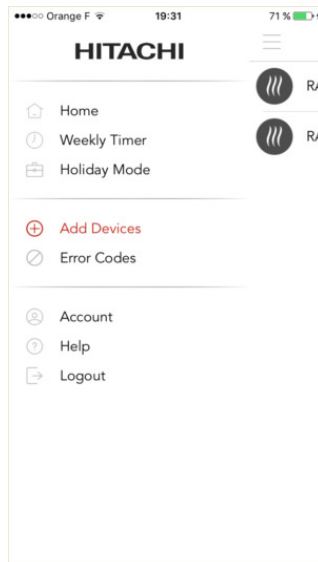 Orange F 19:31 71 %
HITACHI
Home
Weekly Timer
Holiday Mode
Add Devices
Error Codes
Account
Help
Logout
RA
RA